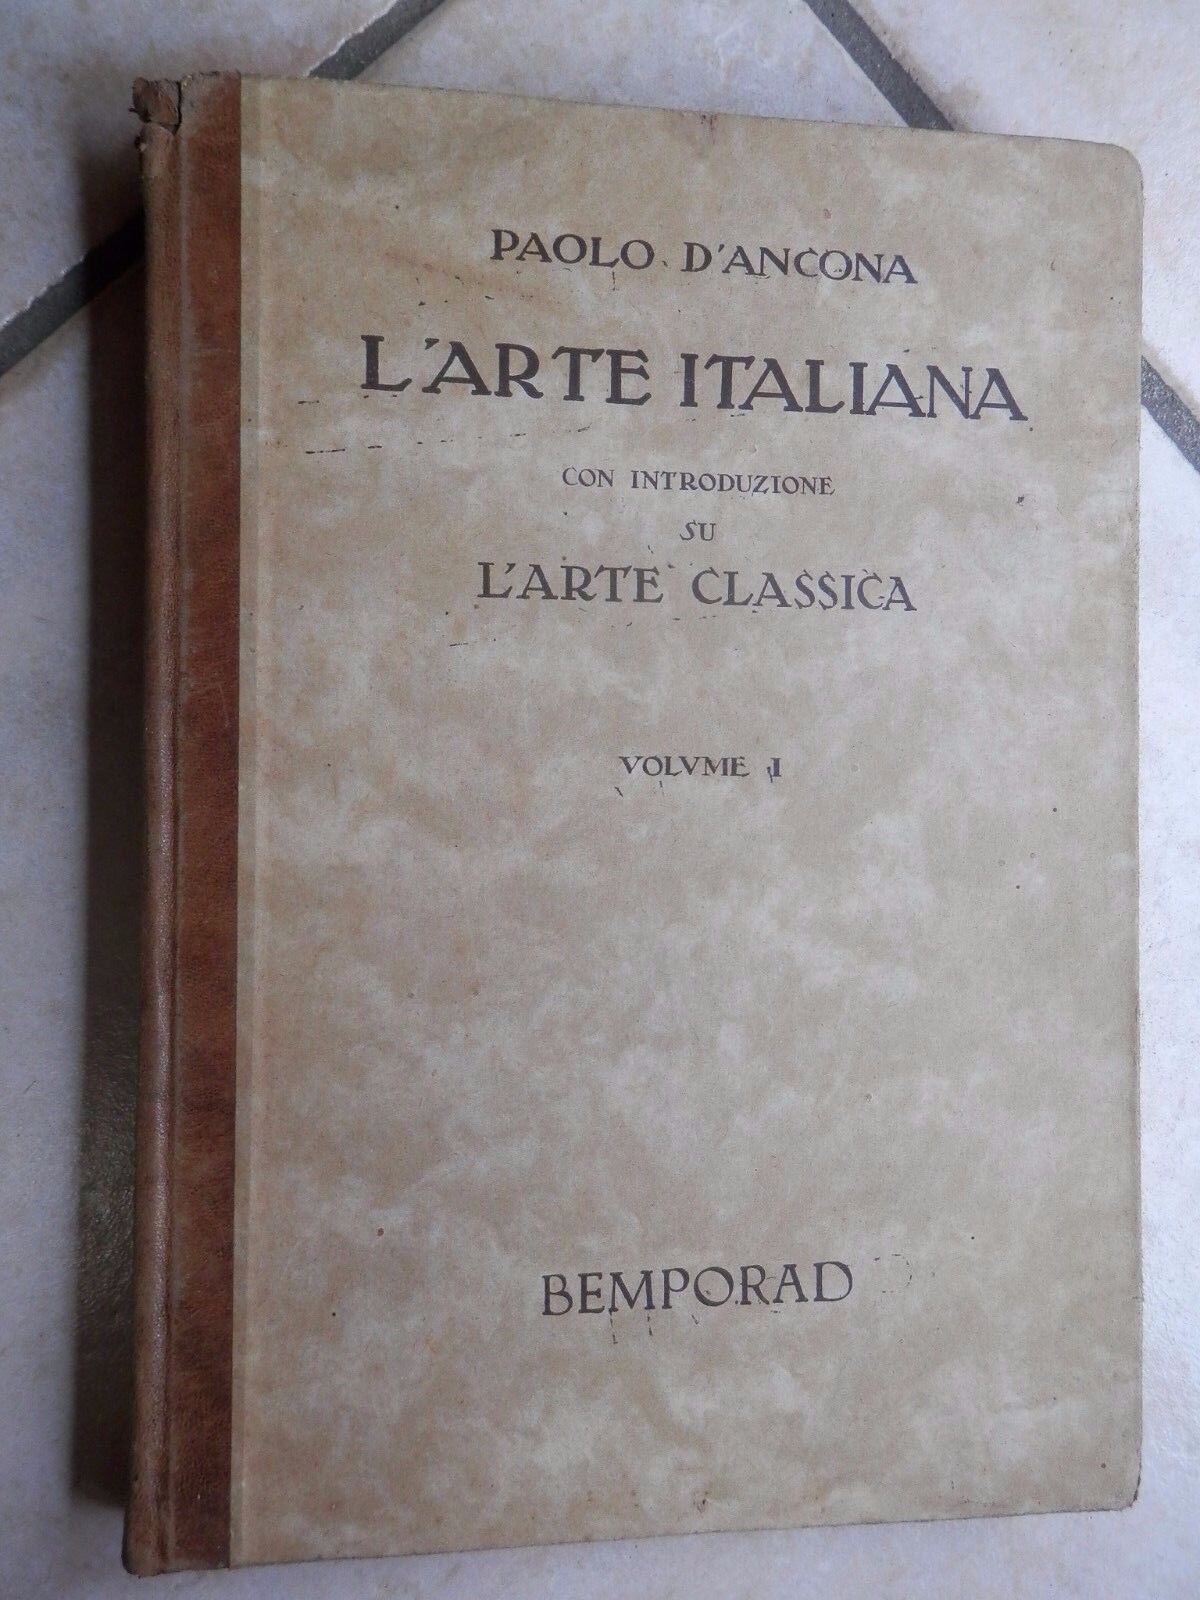 PAOLO D'ANCONA
L'ARTE ITALIANA
CON INTRODUZIONE
SU
L'ARTE CLASSICA
VOLVME I
BEMPORAD